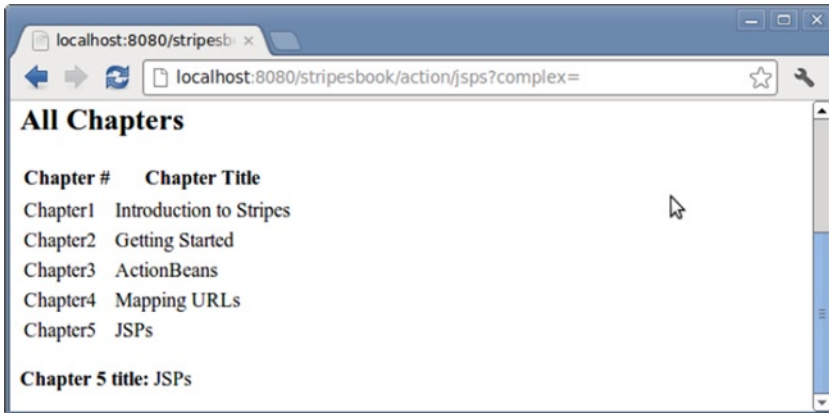 localhost:8080/stripesb
localhost:8080/stripesbook/action/jsps?complex=
All Chapters
Chapter # Chapter Title
Chapter1 Introduction to Stripes
Chapter2 Getting Started
Chapter3 ActionBeans
Chapter4 Mapping URLs
Chapter5 JSPs
Chapter 5 title: JSPs